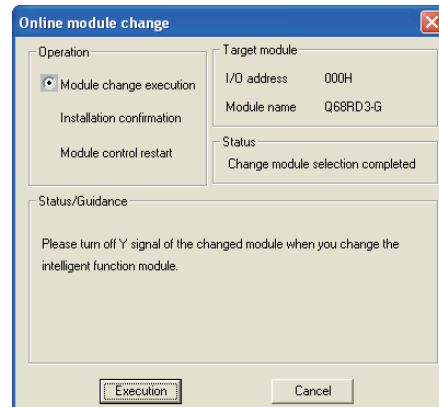 Online module change
Operation
Module change execution
Installation confirmation
Module control restart
Target module
I/O address 000H
Module name Q68RD3-G
Status
Change module selection completed
Status/Guidance
Please turn off Y signal of the changed module when you change the
intelligent function module.
Execution
Cancel